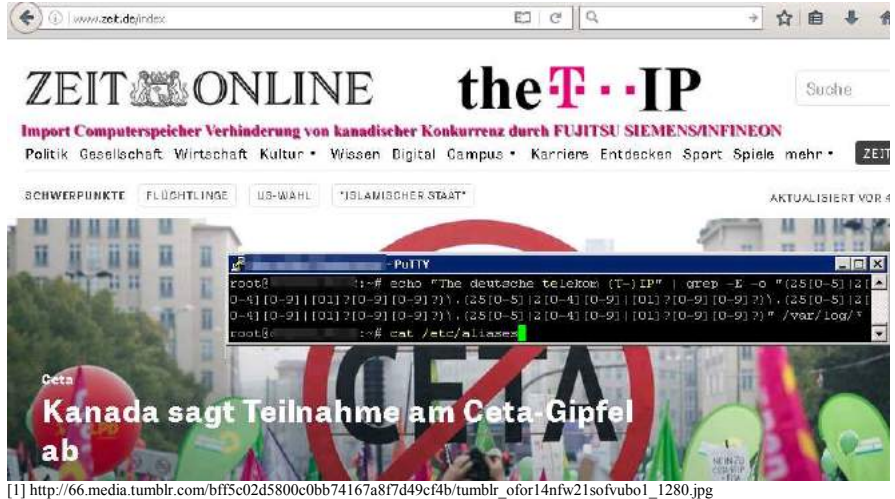 www.zeit.de/index
ZEIT ONLINE
the T··IP
Suche
Import Computerspeicher Verhinderung von kanadischer Konkurrenz durch FUJITSU SIEMENS/INFINEON
Politik Gesellschaft Wirtschaft Kultur • Wissen Digital Campus • Karriere Entdecken Sport Spiele mehr • ZEIT
SCHWERPUNKTE FLÜCHTLINGE US-WAHL "ISLAMISCHER STAAT" AKTUALISIERT VOR 4
- PuTTY
root@ :~# echo "The deutsche telekom (T-)IP" | grep -E -o "(25[0-5]|2[
0-4][0-9]|[01]?[0-9][0-9]?)\.(25[0-5]|2[0-4][0-9]|[01]?[0-9][0-9]?)\.(25[0-5]|2[
0-4][0-9]|[01]?[0-9][0-9]?)\.(25[0-5]|2[0-4][0-9]|[01]?[0-9][0-9]?)" /var/log/*
root@ :~# cat /etc/aliases
CETA
Ceta
Kanada sagt Teilnahme am Ceta-Gipfel
ab
[1] http://66.media.tumblr.com/bff5c02d5800c0bb74167a8f7d49cf4b/tumblr_ofor14nfw21sofvubo1_1280.jpg